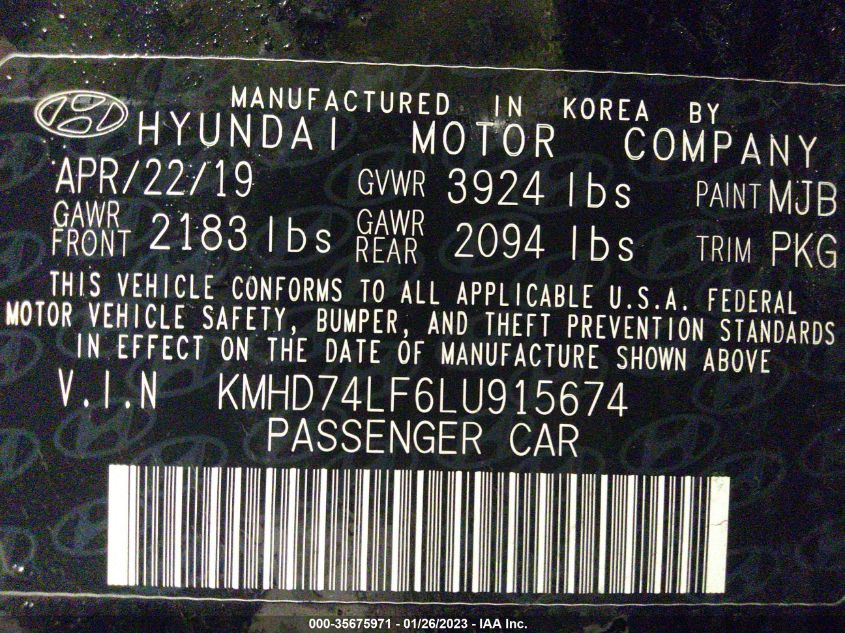 MANUFACTURED IN KOREA BY
HYUNDAI MOTOR COMPANY
APR/22/19 GVWR 3924 lbs PAINT MJB
GAWR FRONT 2183 lbs GAWR REAR 2094 lbs TRIM PKG
THIS VEHICLE CONFORMS TO ALL APPLICABLE U.S.A. FEDERAL
MOTOR VEHICLE SAFETY, BUMPER, AND THEFT PREVENTION STANDARDS
IN EFFECT ON THE DATE OF MANUFACTURE SHOWN ABOVE
V.I.N KMHD74LF6LU915674
PASSENGER CAR
000-35675971 - 01/26/2023 - IAA Inc.